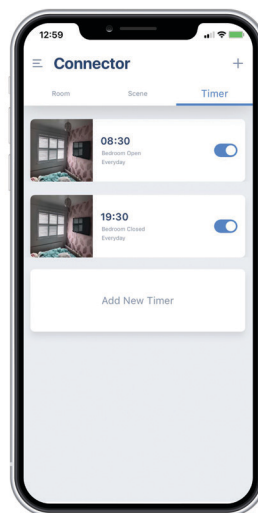 12:59
Connector
Room Scene Timer
08:30
Bedroom Open
Everyday
19:30
Bedroom Closed
Everyday
Add New Timer